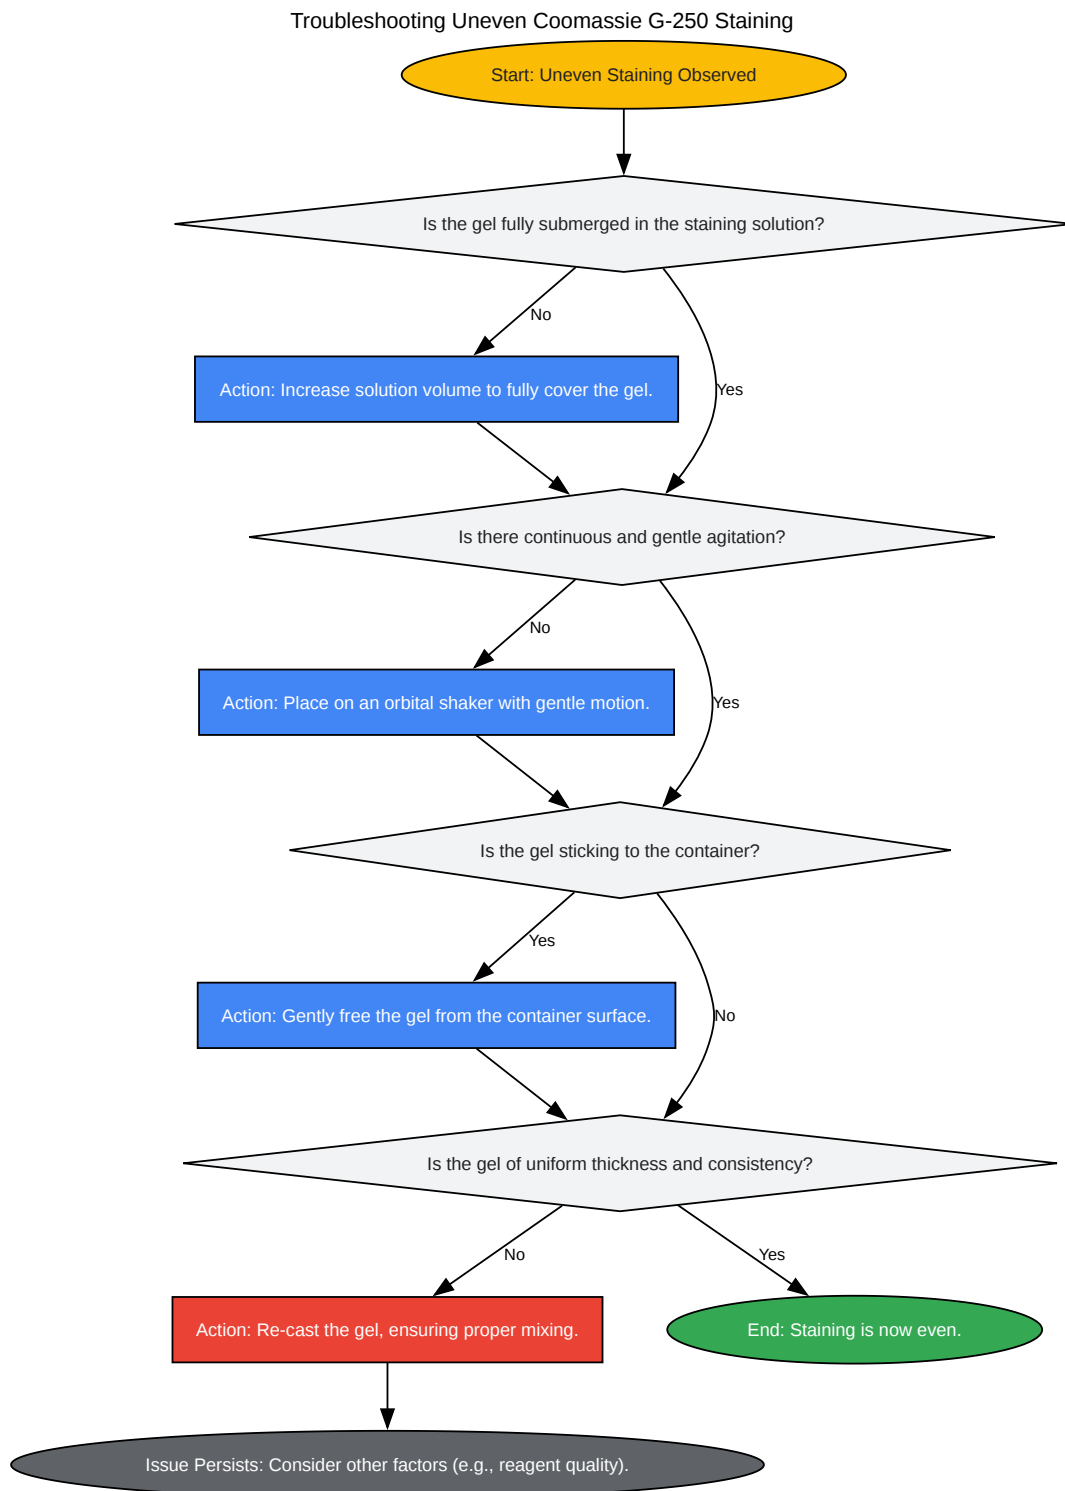 Troubleshooting Uneven Coomassie G-250 Staining
Start: Uneven Staining Observed
Is the gel fully submerged in the staining solution?
No
Action: Increase solution volume to fully cover the gel.
Yes
Is there continuous and gentle agitation?
No
Action: Place on an orbital shaker with gentle motion.
Yes
Is the gel sticking to the container?
Yes
Action: Gently free the gel from the container surface.
No
Is the gel of uniform thickness and consistency?
No
Yes
Action: Re-cast the gel, ensuring proper mixing.
End: Staining is now even.
Issue Persists: Consider other factors (e.g., reagent quality).